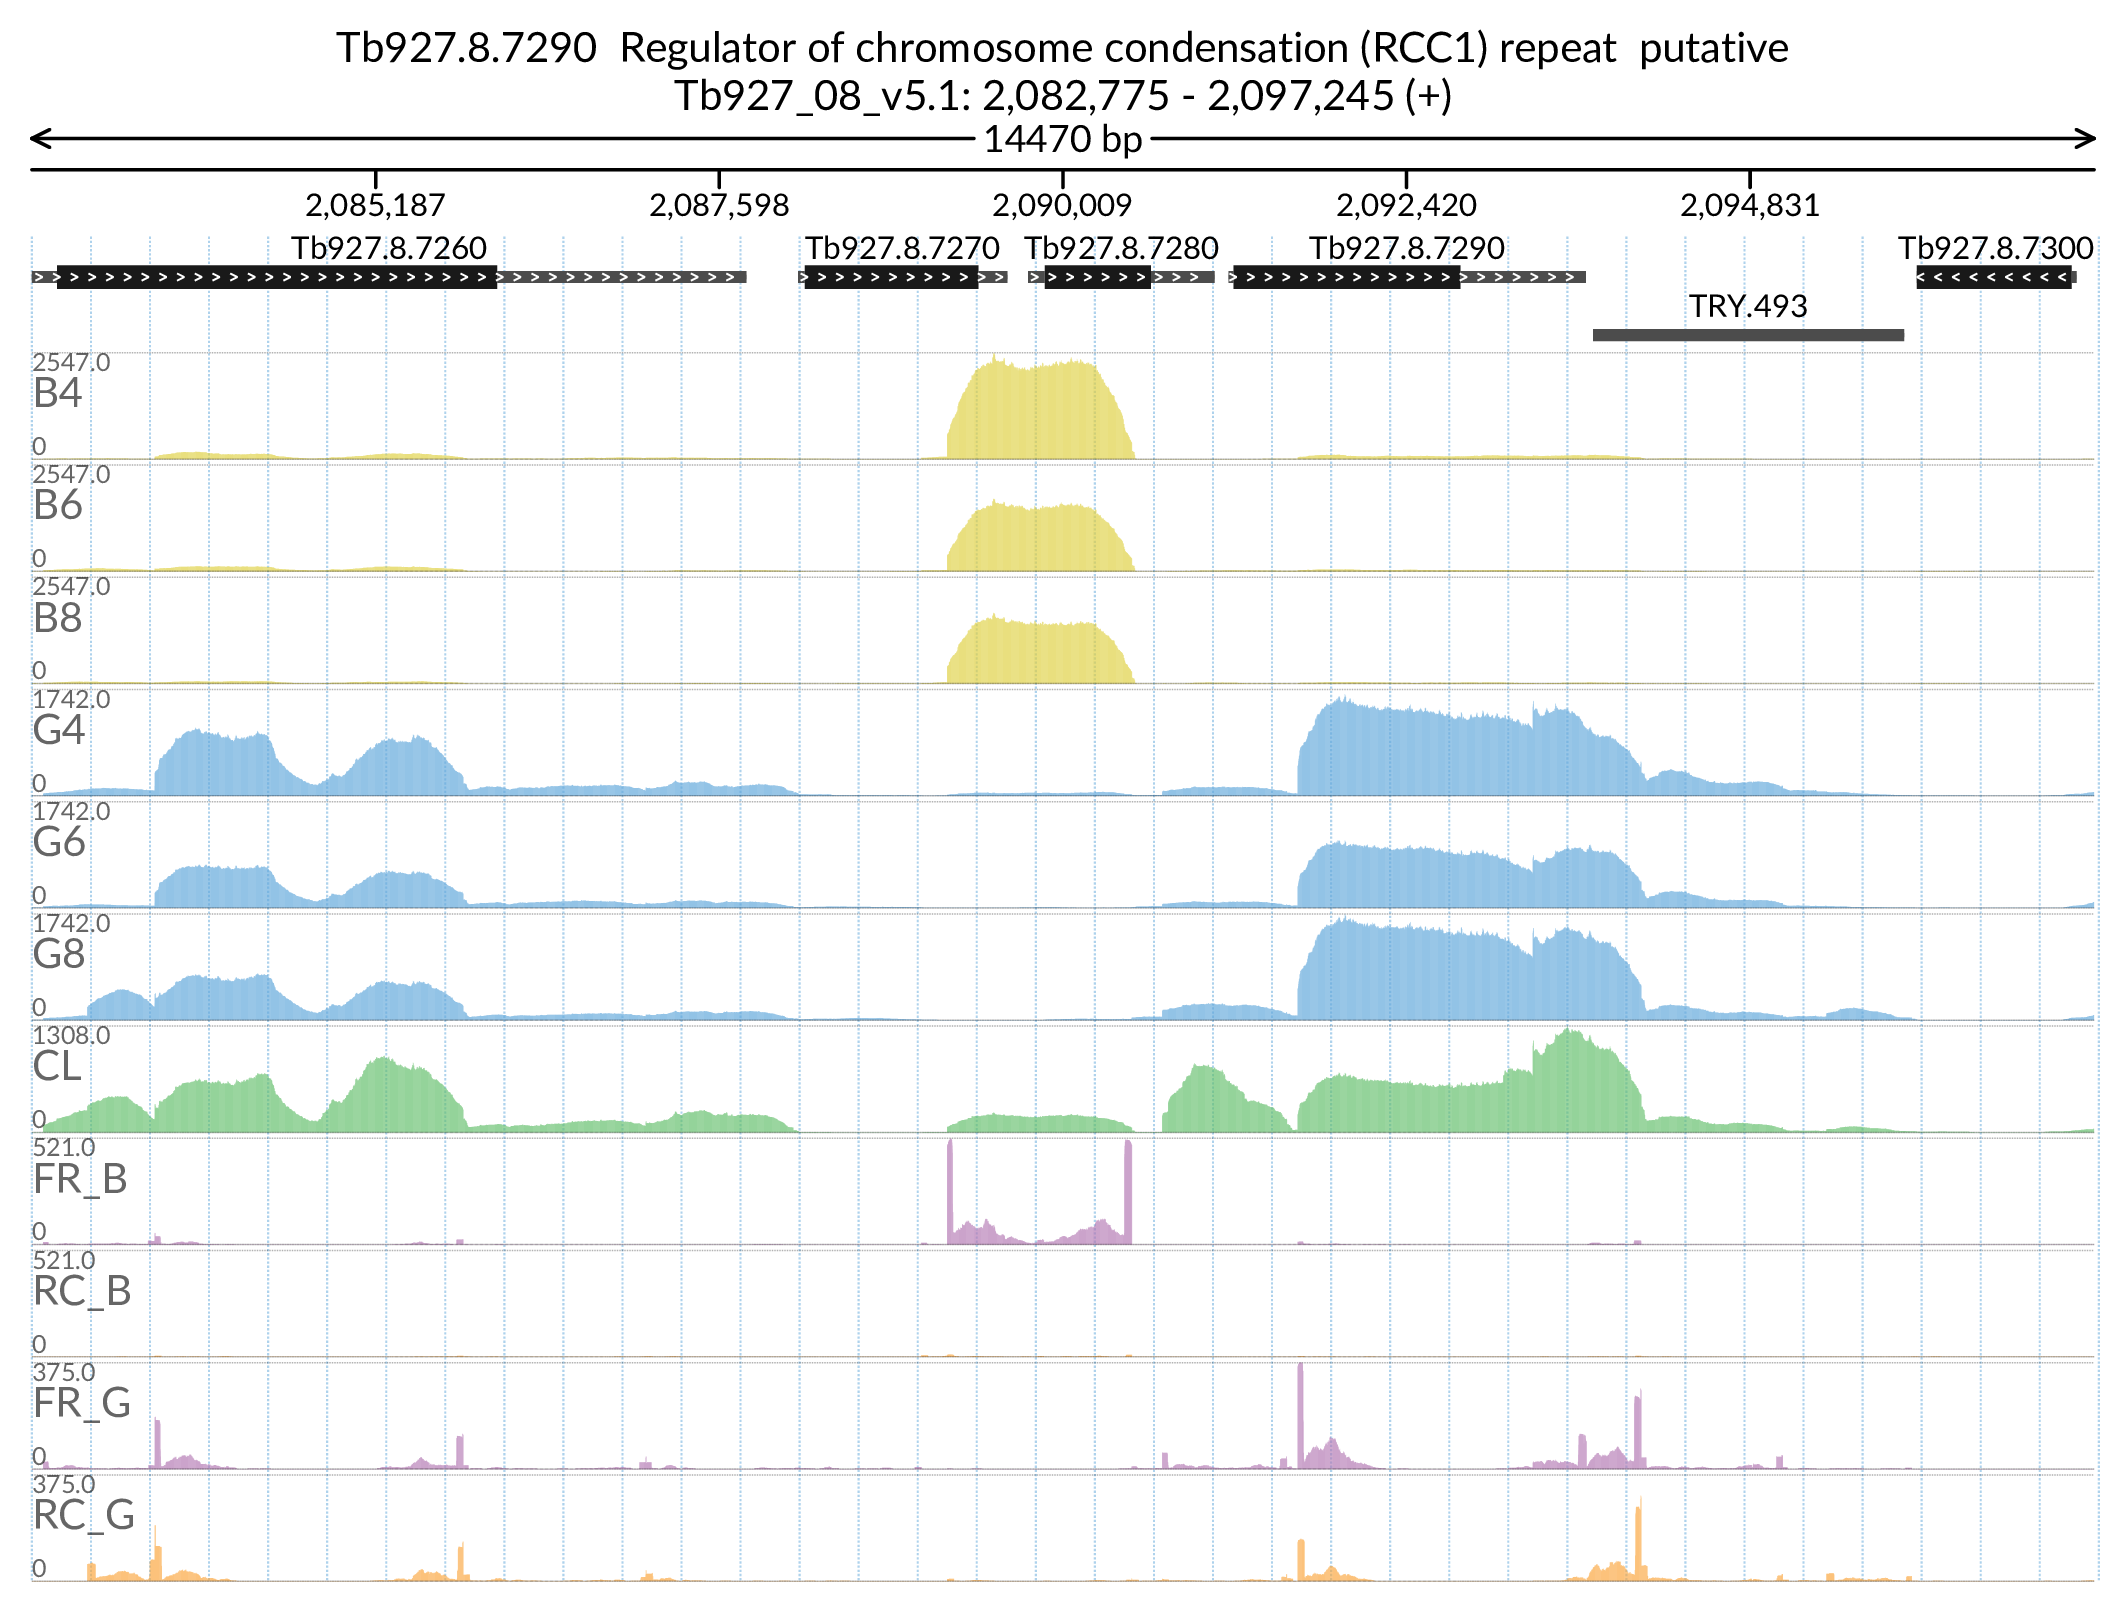 Tb927.8.7290  Regulator of chromosome condensation (RCC1) repeat  putative
Tb927_08_v5.1: 2,082,775 - 2,097,245 (+)
14470 bp
2,085,187 2,087,598 2,090,009 2,092,420 2,094,831
Tb927.8.7260 Tb927.8.7270 Tb927.8.7280 Tb927.8.7290 Tb927.8.7300
TRY.493
2547.0
B4
0
2547.0
B6
0
2547.0
B8
0
1742.0
G4
0
1742.0
G6
0
1742.0
G8
0
1308.0
CL
0
521.0
FR_B
0
521.0
RC_B
0
375.0
FR_G
0
375.0
RC_G
0